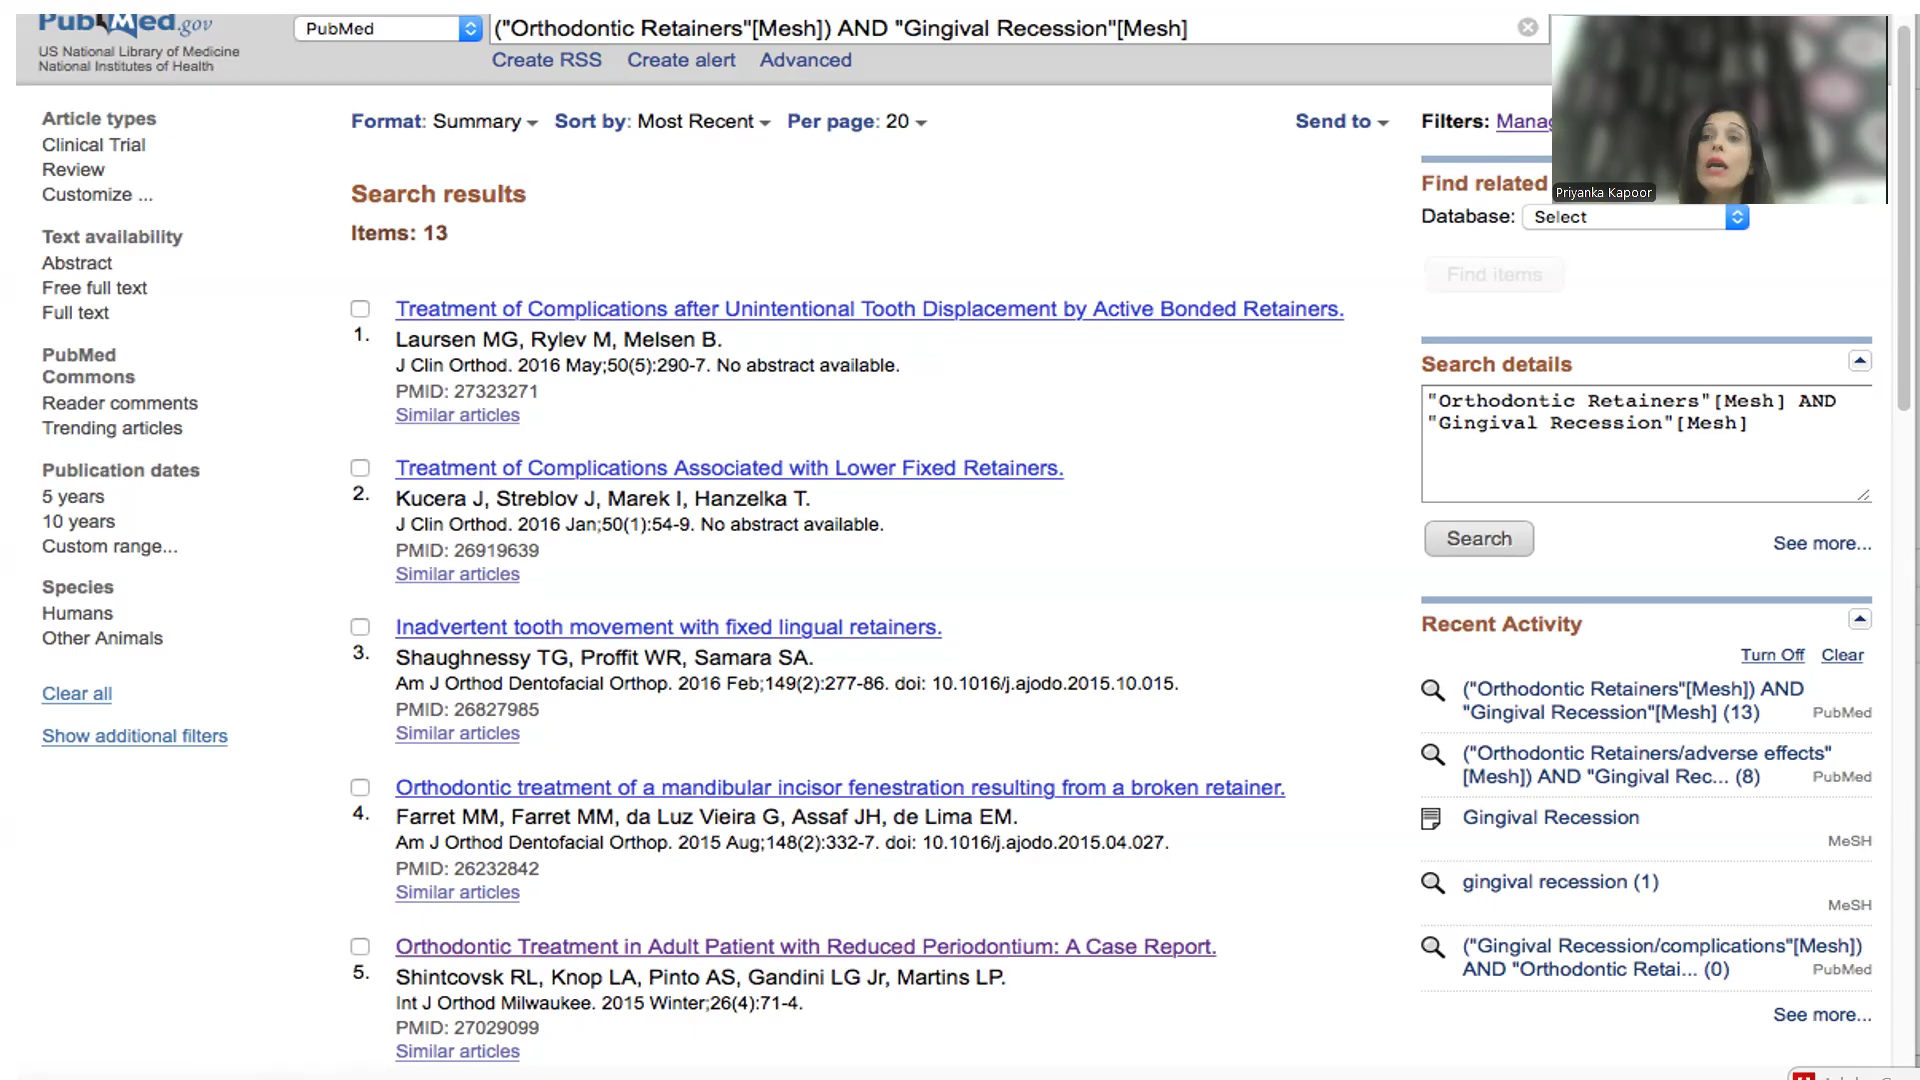 PubMed.gov
US National Library of Medicine
National Institutes of Health
PubMed
("Orthodontic Retainers"[Mesh]) AND "Gingival Recession"[Mesh]
Create RSS Create alert Advanced
Article types
Clinical Trial
Review
Customize ...
Text availability
Abstract
Free full text
Full text
PubMed
Commons
Reader comments
Trending articles
Publication dates
5 years
10 years
Custom range...
Species
Humans
Other Animals
Clear all
Show additional filters
Format: Summary Sort by: Most Recent Per page: 20 Send to
Search results
Items: 13
Treatment of Complications after Unintentional Tooth Displacement by Active Bonded Retainers.
1. Laursen MG, Rylev M, Melsen B.
J Clin Orthod. 2016 May;50(5):290-7. No abstract available.
PMID: 27323271
Similar articles
Treatment of Complications Associated with Lower Fixed Retainers.
2. Kucera J, Streblov J, Marek I, Hanzelka T.
J Clin Orthod. 2016 Jan;50(1):54-9. No abstract available.
PMID: 26919639
Similar articles
Inadvertent tooth movement with fixed lingual retainers.
3. Shaughnessy TG, Proffit WR, Samara SA.
Am J Orthod Dentofacial Orthop. 2016 Feb;149(2):277-86. doi: 10.1016/j.ajodo.2015.10.015.
PMID: 26827985
Similar articles
Orthodontic treatment of a mandibular incisor fenestration resulting from a broken retainer.
4. Farret MM, Farret MM, da Luz Vieira G, Assaf JH, de Lima EM.
Am J Orthod Dentofacial Orthop. 2015 Aug;148(2):332-7. doi: 10.1016/j.ajodo.2015.04.027.
PMID: 26232842
Similar articles
Orthodontic Treatment in Adult Patient with Reduced Periodontium: A Case Report.
5. Shintcovsk RL, Knop LA, Pinto AS, Gandini LG Jr, Martins LP.
Int J Orthod Milwaukee. 2015 Winter;26(4):71-4.
PMID: 27029099
Similar articles
Filters: Manag
Priyanka Kapoor
Find related
Database: Select
Find items
Search details
"Orthodontic Retainers"[Mesh] AND
"Gingival Recession"[Mesh]
Search
See more...
Recent Activity
Turn Off Clear
("Orthodontic Retainers"[Mesh]) AND
"Gingival Recession"[Mesh] (13) PubMed
("Orthodontic Retainers/adverse effects"
[Mesh]) AND "Gingival Rec... (8) PubMed
Gingival Recession
MeSH
gingival recession (1)
MeSH
("Gingival Recession/complications"[Mesh])
AND "Orthodontic Retai... (0) PubMed
See more...